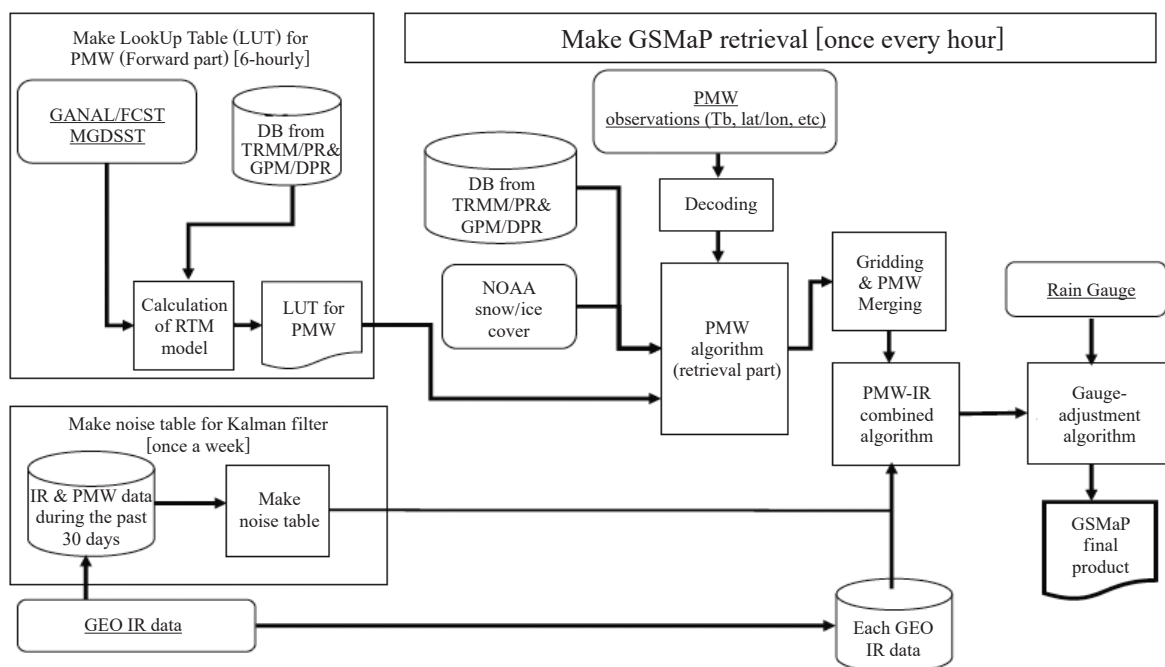 Make LookUp Table (LUT) for
PMW (Forward part) [6-hourly]
GANAL/FCST
MGDSST
DB from
TRMM/PR&
GPM/DPR
Calculation
of RTM
model
LUT for
PMW
Make GSMaP retrieval [once every hour]
PMW
observations (Tb, lat/lon, etc)
DB from
TRMM/PR&
GPM/DPR
Decoding
NOAA
snow/ice
cover
PMW
algorithm
(retrieval part)
Gridding
& PMW
Merging
Rain Gauge
PMW-IR
combined
algorithm
Gauge-
adjustment
algorithm
GSMaP
final
product
Make noise table for Kalman filter
[once a week]
IR & PMW data
during the past
30 days
Make
noise table
GEO IR data
Each GEO
IR data